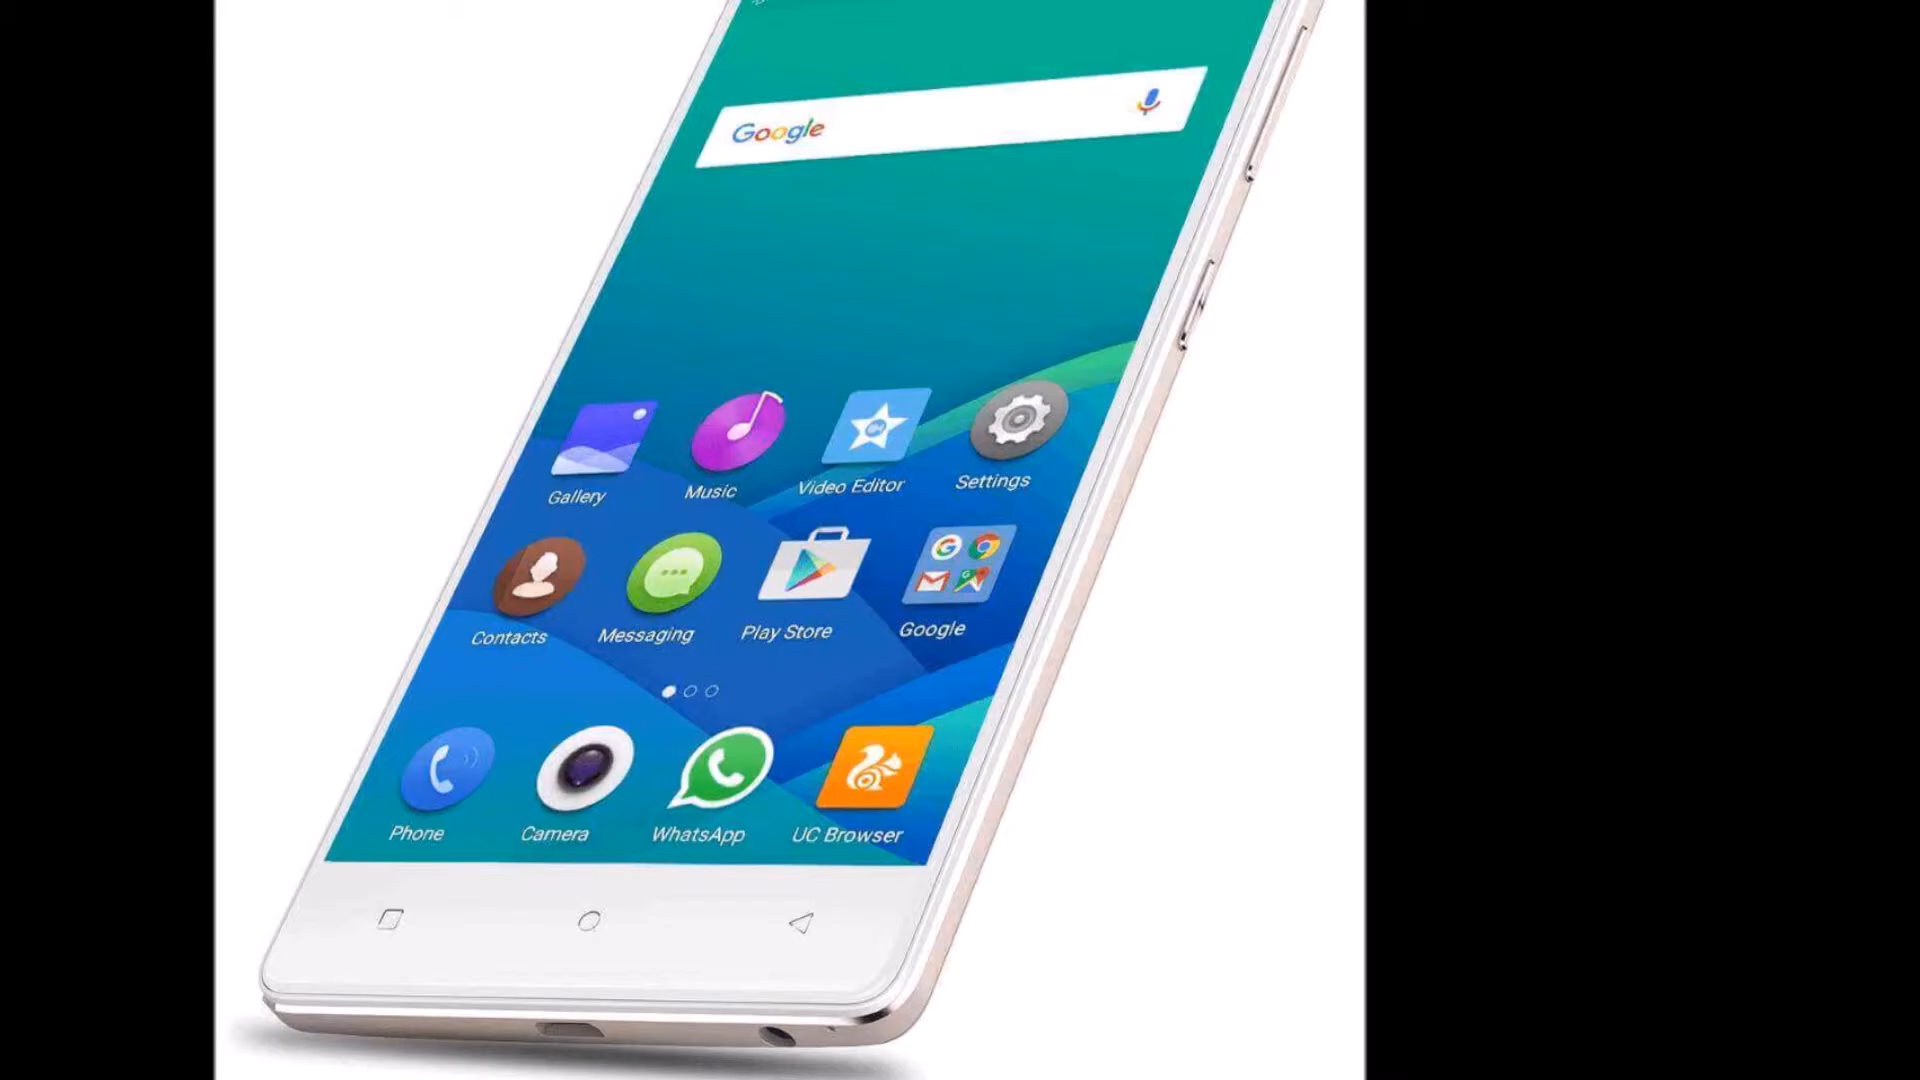 Google
Gallery Music Video Editor Settings
Contacts Messaging Play Store Google
Phone Camera WhatsApp UC Browser